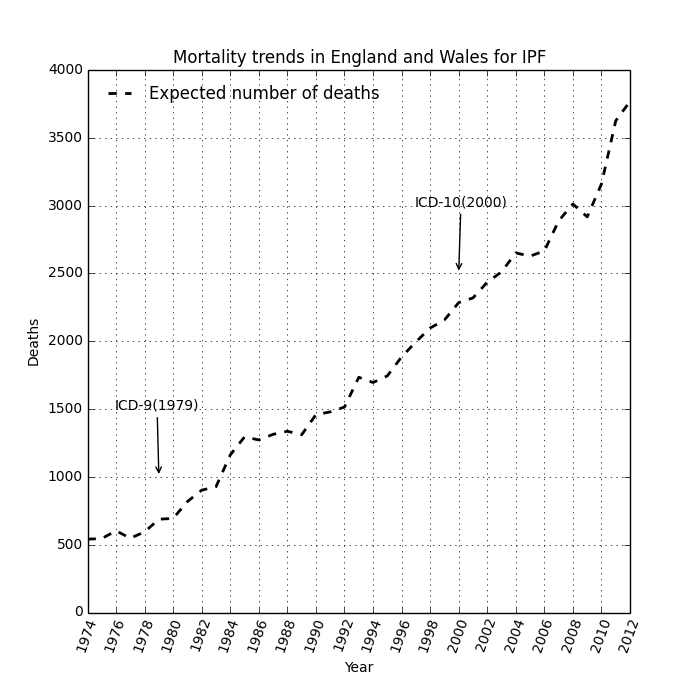 Mortality trends in England and Wales for IPF
4000
Expected number of deaths
3500
ICD-10(2000)
3000
2500
2000
Deaths
1500
ICD-9(1979)
1000
500
0
1974 1976 1978 1980 1982 1984 1986 1988 1990 1992 1994 1996 1998 2000 2002 2004 2006 2008 2010 2012
Year